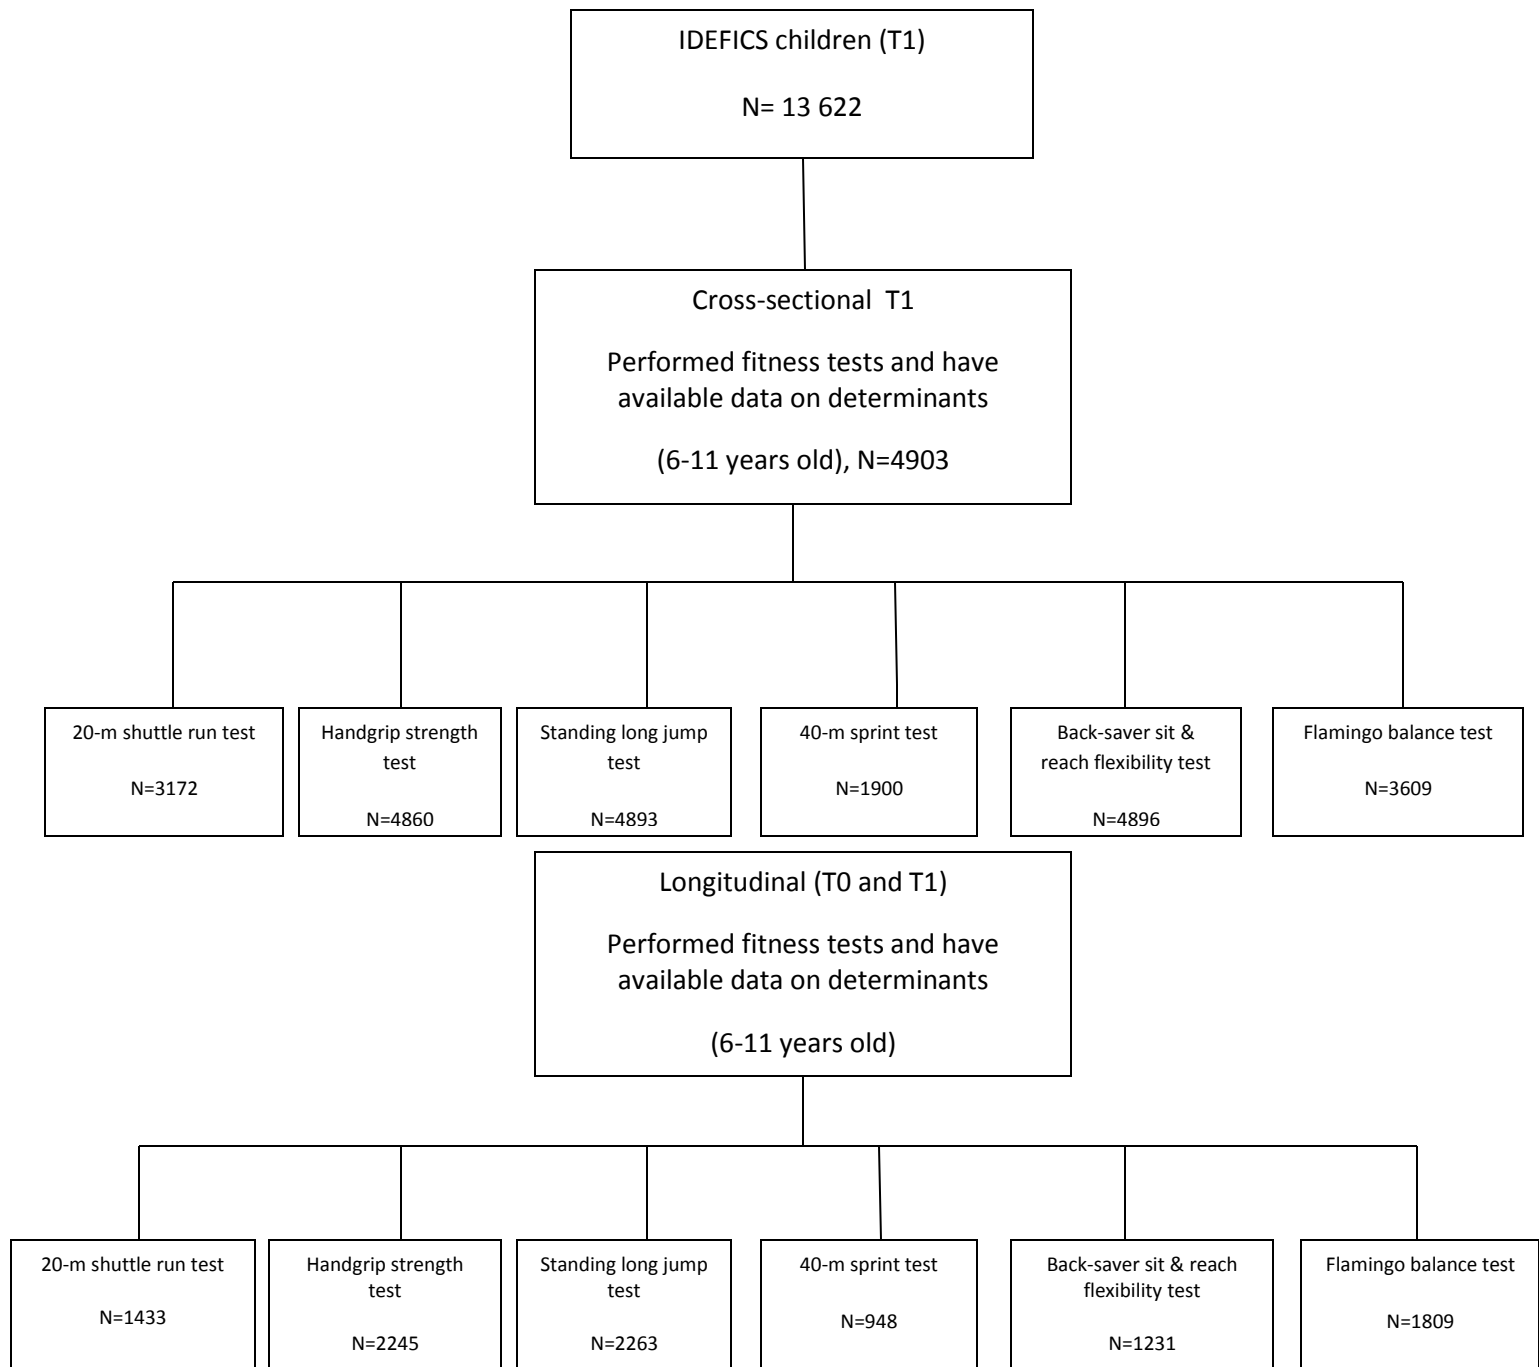 IDEFICS children (T1)
N= 13 622
Cross-sectional T1
Performed fitness tests and have
available data on determinants
(6-11 years old), N=4903
20-m shuttle run test
N=3172
Handgrip strength
test
N=4860
Standing long jump
test
N=4893
40-m sprint test
N=1900
Back-saver sit &
reach flexibility test
N=4896
Flamingo balance test
N=3609
Longitudinal (T0 and T1)
Performed fitness tests and have
available data on determinants
(6-11 years old)
20-m shuttle run test
N=1433
Handgrip strength
test
N=2245
Standing long jump
test
N=2263
40-m sprint test
N=948
Back-saver sit & reach
flexibility test
N=1231
Flamingo balance test
N=1809